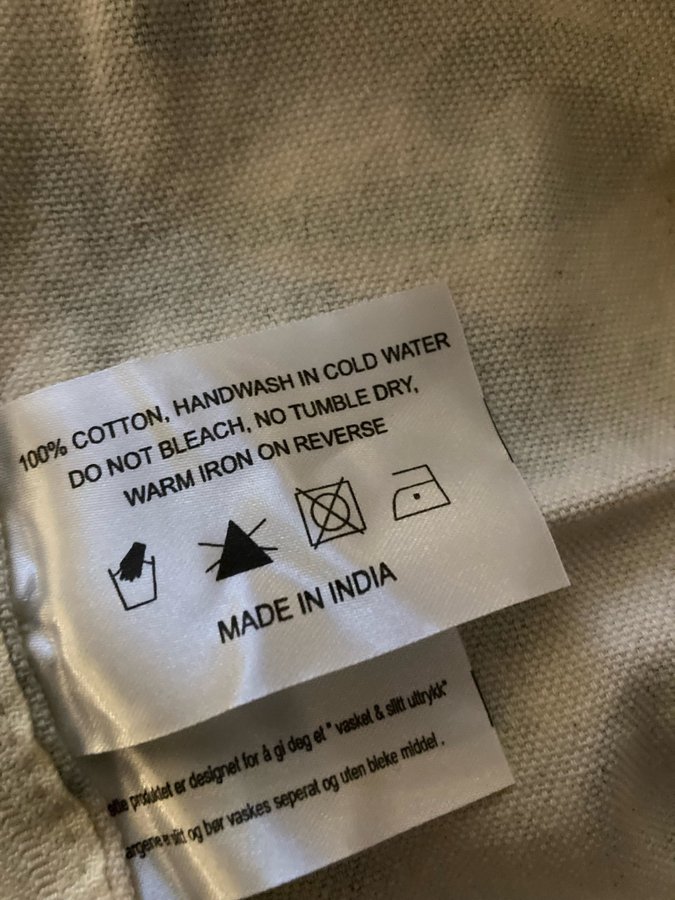 100% COTTON, HANDWASH IN COLD WATER
DO NOT BLEACH, NO TUMBLE DRY,
WARM IRON ON REVERSE
MADE IN INDIA
produktet er designet for å gi deg et " vasket & slitt uttrykk"
og bør vaskes seperat og uten bleke middel .